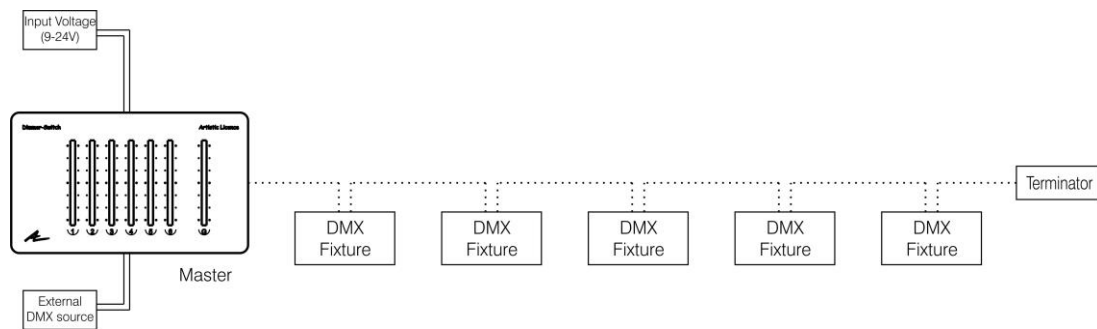 Input Voltage
(9-24V)
Dimmer-Switch
Artistic Licence
Master
External
DMX source
DMX
Fixture
DMX
Fixture
DMX
Fixture
DMX
Fixture
DMX
Fixture
Terminator